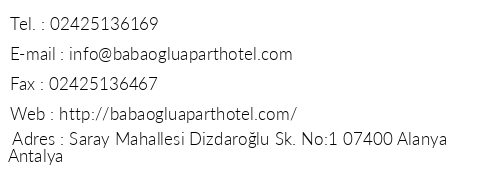 Tel. : 02425136169
E-mail : info@babaogluaparthotel.com
Fax : 02425136467
Web : http://babaogluaparthotel.com/
Adres : Saray Mahallesi Dizdaroğlu Sk. No:1 07400 Alanya
Antalya